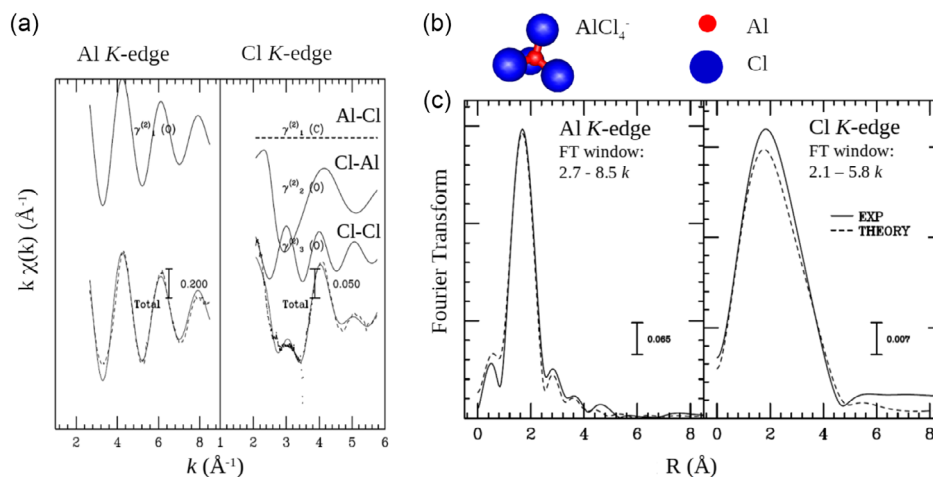 (a)
Al K-edge
Cl K-edge
Al-Cl
γ(2)1 (O)
γ(2)1 (C)
Cl-Al
γ(2)2 (O)
Cl-Cl
γ(2)3 (O)
0.200
Total
0.050
Total
k χ(k) (Å-1)
2 4 6 8 1 2 3 4 5 6
k (Å-1)
k (Å-1)
(b)
AlCl4-
Al
Cl
(c)
Al K-edge
FT window:
2.7 - 8.5 k
Cl K-edge
FT window:
2.1 – 5.8 k
EXP
THEORY
0.065
0.007
Fourier Transform
0 2 4 6 8 0 2 4 6 8
R (Å)